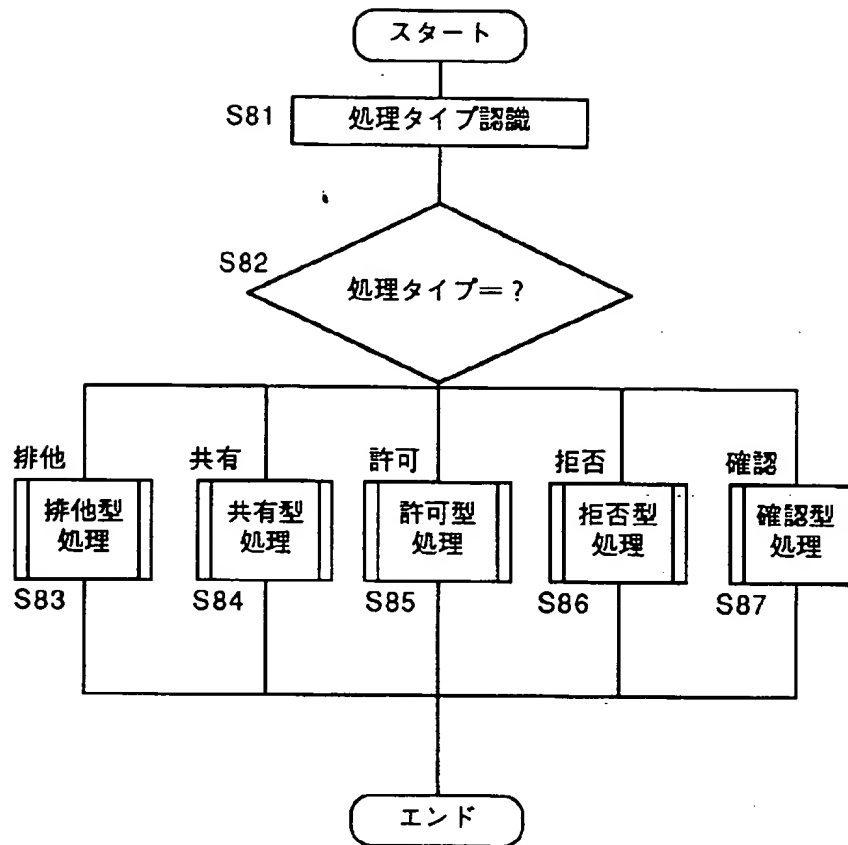 スタート
S81
処理タイプ認識
S82
処理タイプ=?
排他
共有
許可
拒否
確認
排他型
処理
共有型
処理
許可型
処理
拒否型
処理
確認型
処理
S83
S84
S85
S86
S87
エンド